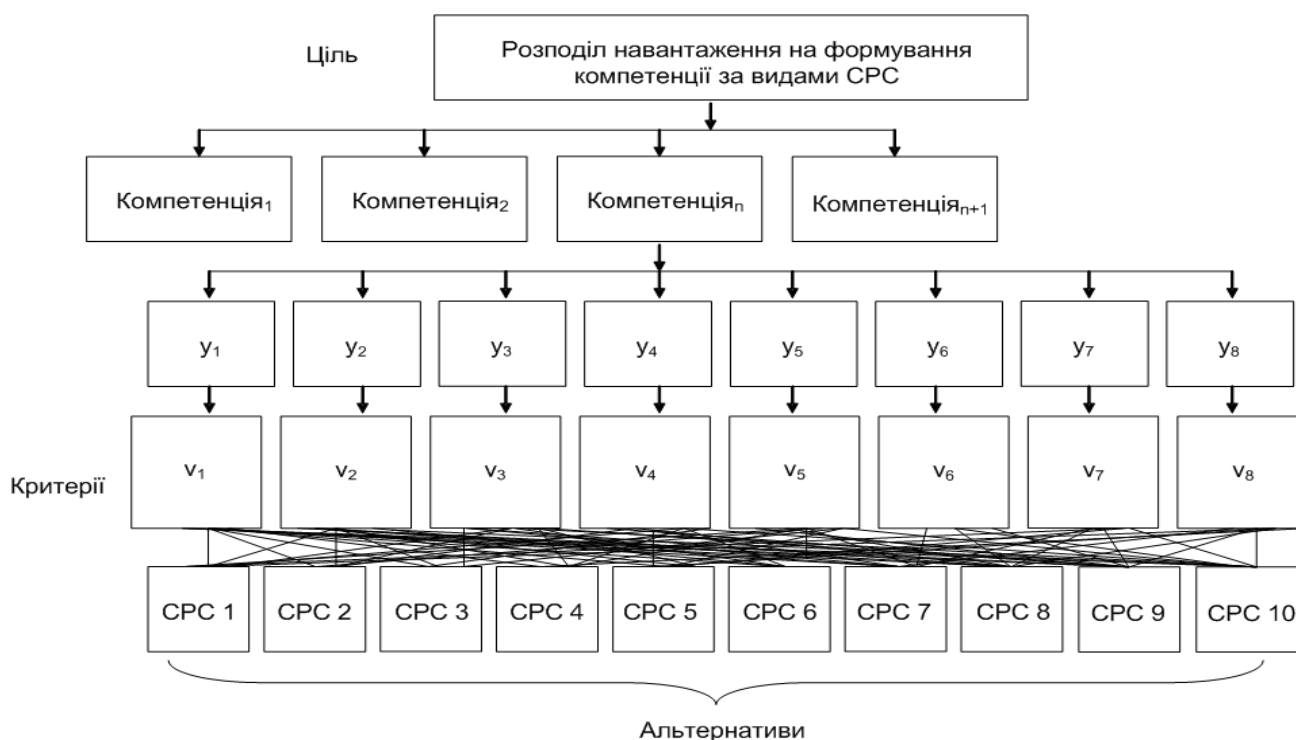 Ціль
Розподіл навантаження на формування
компетенції за видами СРС
Компетенція₁
Компетенція₂
Компетенціяₙ
Компетенціяₙ₊₁
y₁
y₂
y₃
y₄
y₅
y₆
y₇
y₈
Критерії
v₁
v₂
v₃
v₄
v₅
v₆
v₇
v₈
СРС 1
СРС 2
СРС 3
СРС 4
СРС 5
СРС 6
СРС 7
СРС 8
СРС 9
СРС 10
Альтернативи